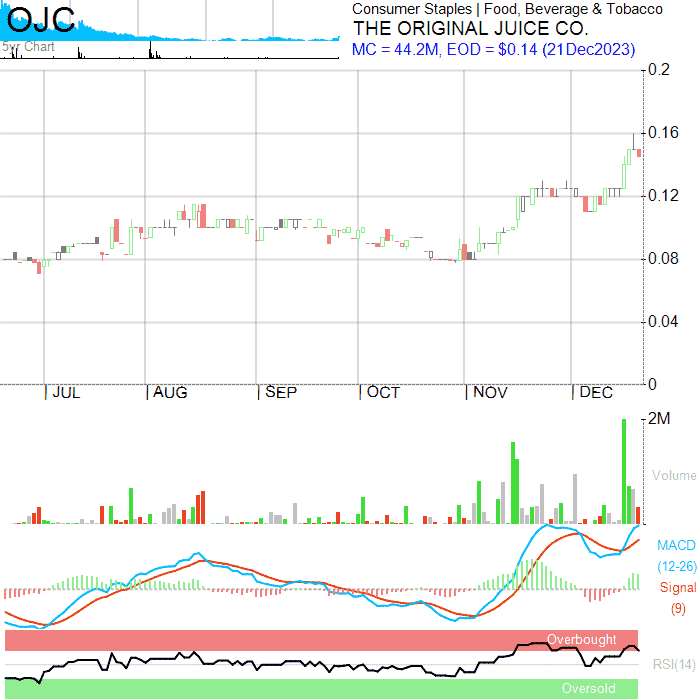 OJC
5yr Chart
Consumer Staples | Food, Beverage & Tobacco
THE ORIGINAL JUICE CO.
MC = 44.2M, EOD = $0.14 (21Dec2023)
0.2
0.16
0.12
0.08
0.04
0
JUL AUG SEP OCT NOV DEC
2M
Volume
MACD
(12-26)
Signal
(9)
Overbought
RSI(14)
Oversold